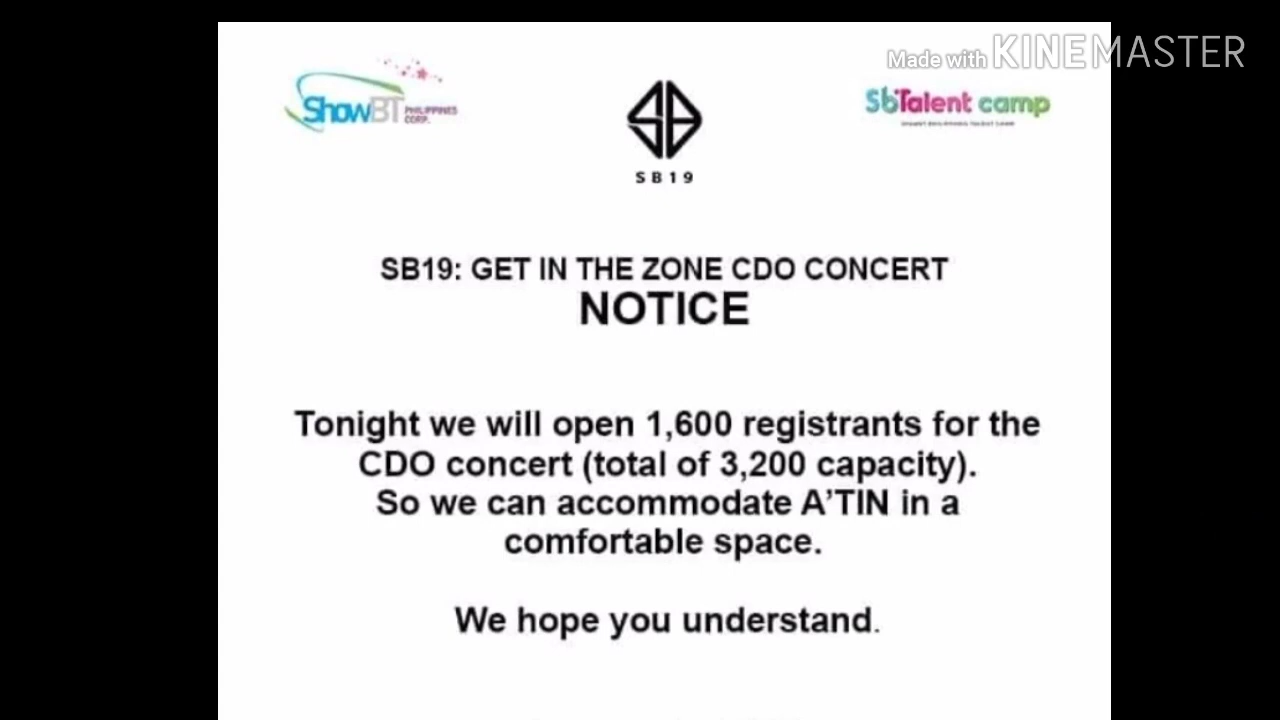 Made with KINEMASTER
ShowBT PHILIPPINES CORP.
SB19
SbTalent camp
SB19: GET IN THE ZONE CDO CONCERT
NOTICE
Tonight we will open 1,600 registrants for the
CDO concert (total of 3,200 capacity).
So we can accommodate A'TIN in a
comfortable space.
We hope you understand.